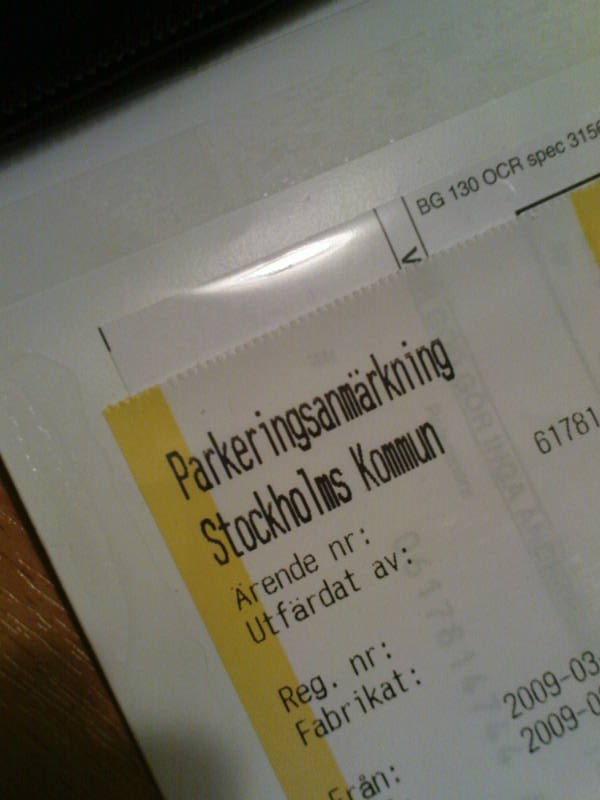 BG 130 OCR spec 3156
Parkeringsanmärkning
Stockholms Kommun
Ärende nr: 61781
Utfärdat av:
Reg. nr:
Fabrikat:
Från: 2009-03
2009-0